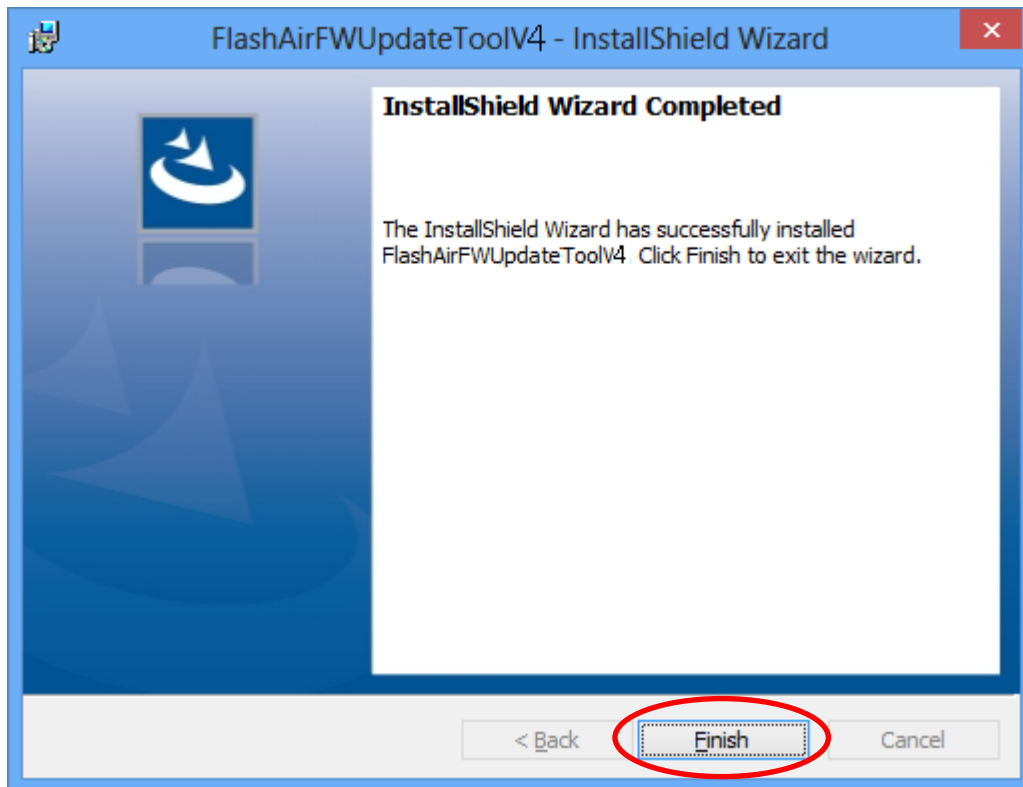 FlashAirFWUpdateToolV4 - InstallShield Wizard
InstallShield Wizard Completed
The InstallShield Wizard has successfully installed
FlashAirFWUpdateToolV4 Click Finish to exit the wizard.
< Back Finish Cancel